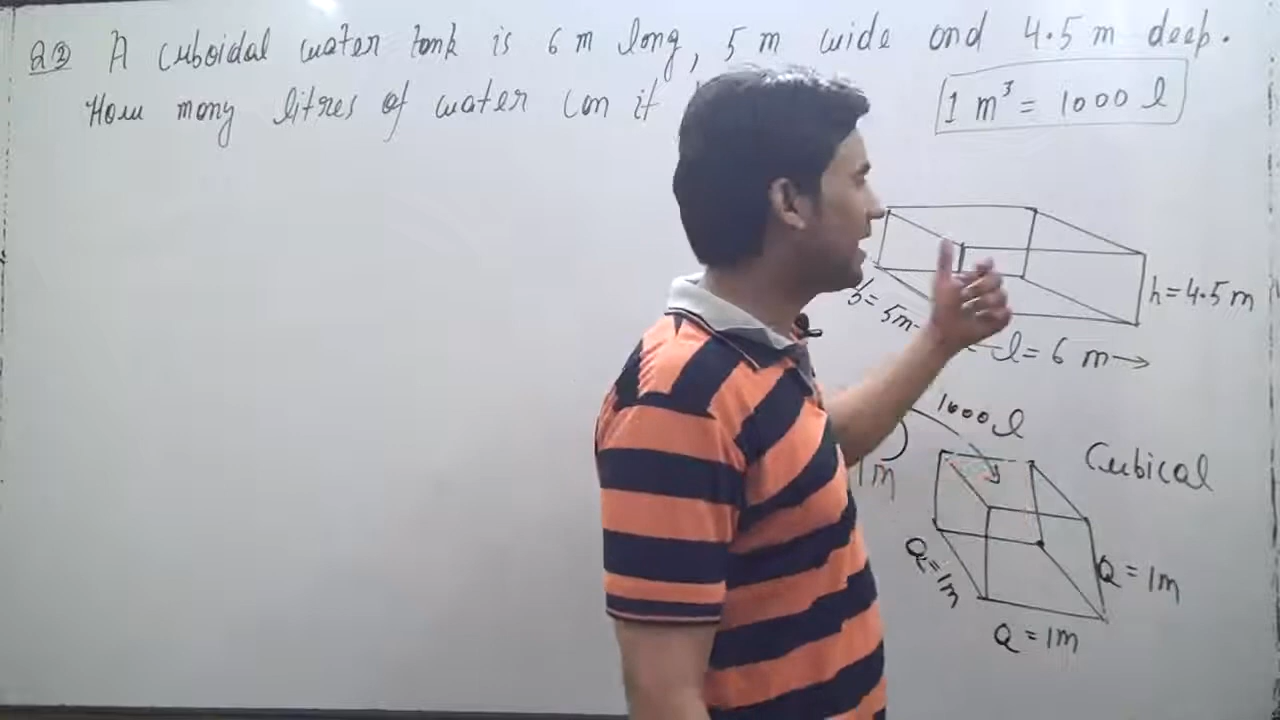 Q2 A cuboidal water tank is 6 m long, 5 m wide and 4.5 m deep.
How many litres of water can it
1 m³ = 1000 l
h = 4.5 m
b = 5m
l = 6 m
1000 l
Cubical
1m
a = 1m
a = 1m
a = 1m